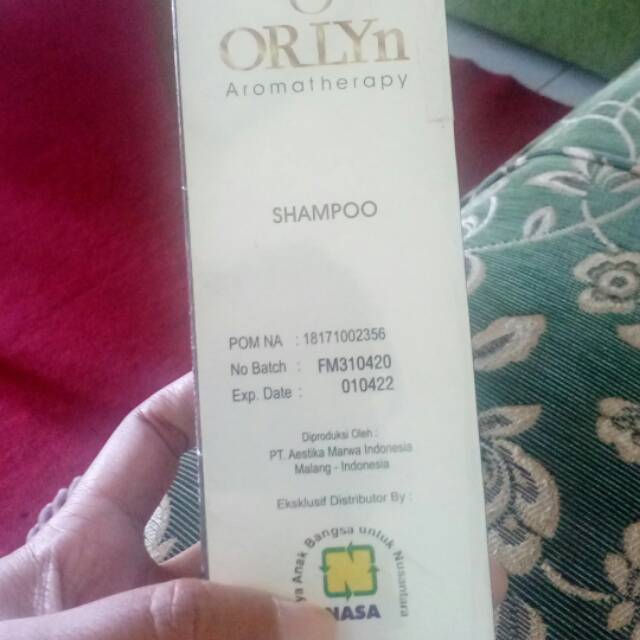 ORLYn
Aromatherapy
SHAMPOO
POM NA : 18171002356
No Batch : FM310420
Exp. Date : 010422
Diproduksi Oleh :
PT. Aestika Marwa Indonesia
Malang - Indonesia
Eksklusif Distributor By :
Anak Bangsa untuk Nusantara
N
NASA